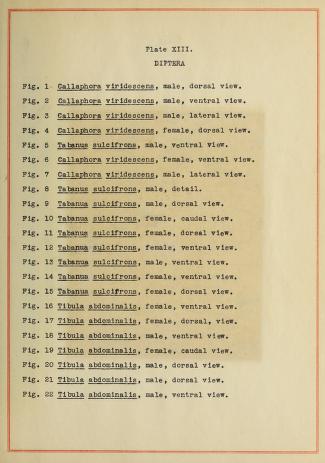 Plate XIII.
DIPTERA
Fig. 1 Callaphora viridescens, male, dorsal view.
Fig. 2 Callaphora viridescens, male, ventral view.
Fig. 3 Callaphora viridescens, male, lateral view.
Fig. 4 Callaphora viridescens, female, dorsal view.
Fig. 5 Tabanus sulcifrons, male, ventral view.
Fig. 6 Callaphora viridescens, female, ventral view.
Fig. 7 Callaphora viridescens, male, lateral view.
Fig. 8 Tabanus sulcifrons, male, detail.
Fig. 9 Tabanus sulcifrons, male, dorsal view.
Fig. 10 Tabanus sulcifrons, female, caudal view.
Fig. 11 Tabanus sulcifrons, female, dorsal view.
Fig. 12 Tabanus sulcifrons, female, ventral view.
Fig. 13 Tabanus sulcifrons, male, ventral view.
Fig. 14 Tabanus sulcifrons, female, ventral view.
Fig. 15 Tabanus sulcifrons, female, dorsal view.
Fig. 16 Tibula abdominalis, female, ventral view.
Fig. 17 Tibula abdominalis, female, dorsal, view.
Fig. 18 Tibula abdominalis, male, ventral view.
Fig. 19 Tibula abdominalis, female, caudal view.
Fig. 20 Tibula abdominalis, male, dorsal view.
Fig. 21 Tibula abdominalis, male, dorsal view.
Fig. 22 Tibula abdominalis, male, ventral view.